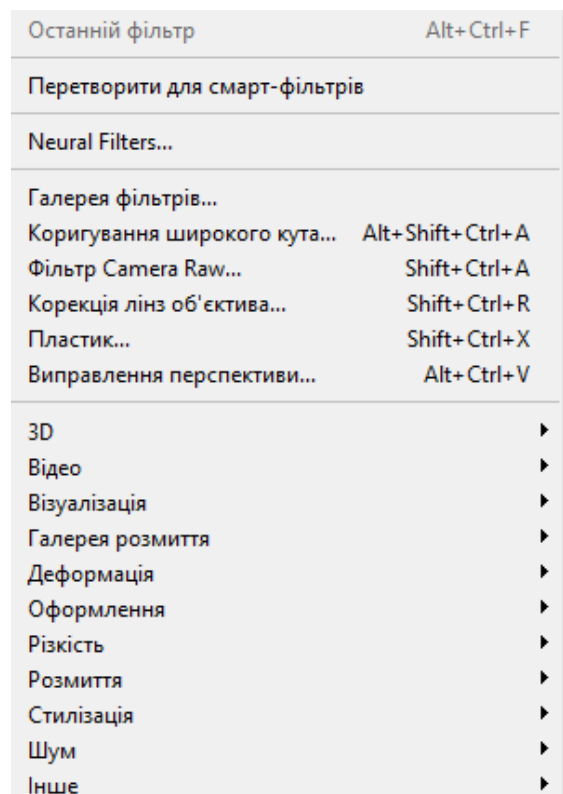 Останній фільтр Alt+Ctrl+F
Перетворити для смарт-фільтрів
Neural Filters...
Галерея фільтрів...
Коригування широкого кута... Alt+Shift+Ctrl+A
Фільтр Camera Raw... Shift+Ctrl+A
Корекція лінз об'єктива... Shift+Ctrl+R
Пластик... Shift+Ctrl+X
Виправлення перспективи... Alt+Ctrl+V
3D
Відео
Візуалізація
Галерея розмиття
Деформація
Оформлення
Різкість
Розмиття
Стилізація
Шум
Інше